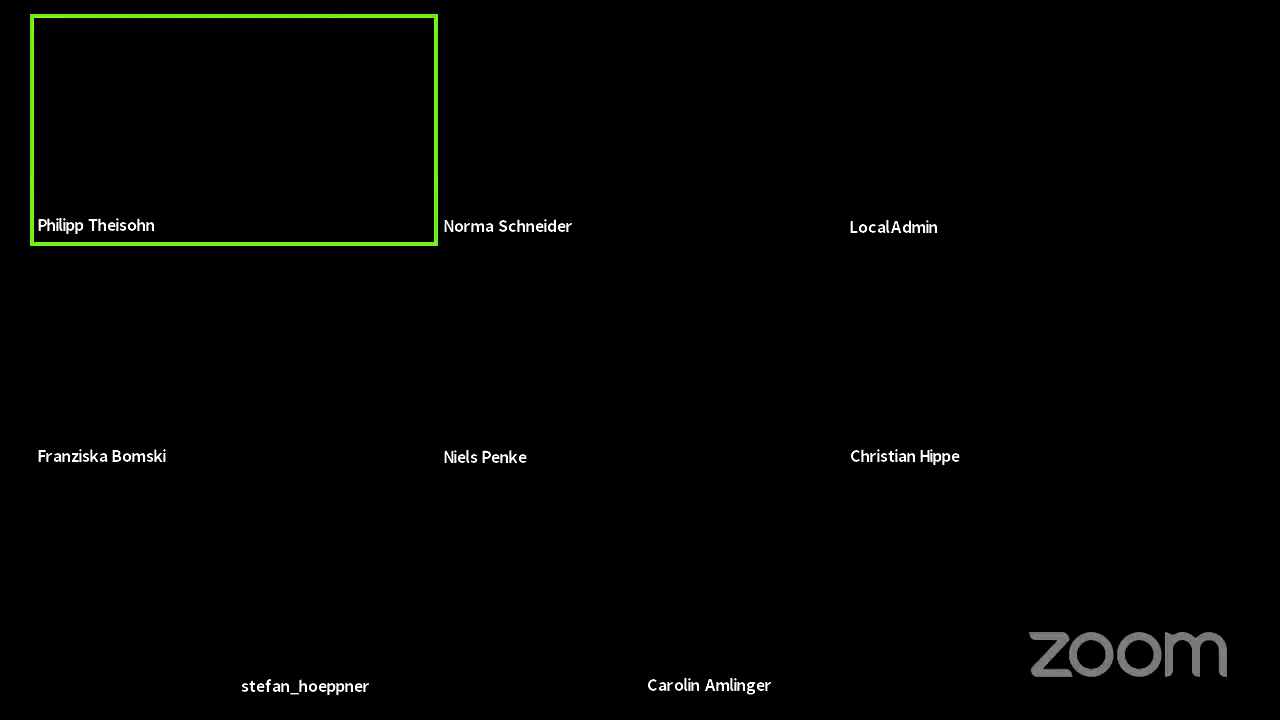 Philipp Theisohn
Norma Schneider
LocalAdmin
Franziska Bomski
Niels Penke
Christian Hippe
stefan_hoeppner
Carolin Amlinger
zoom